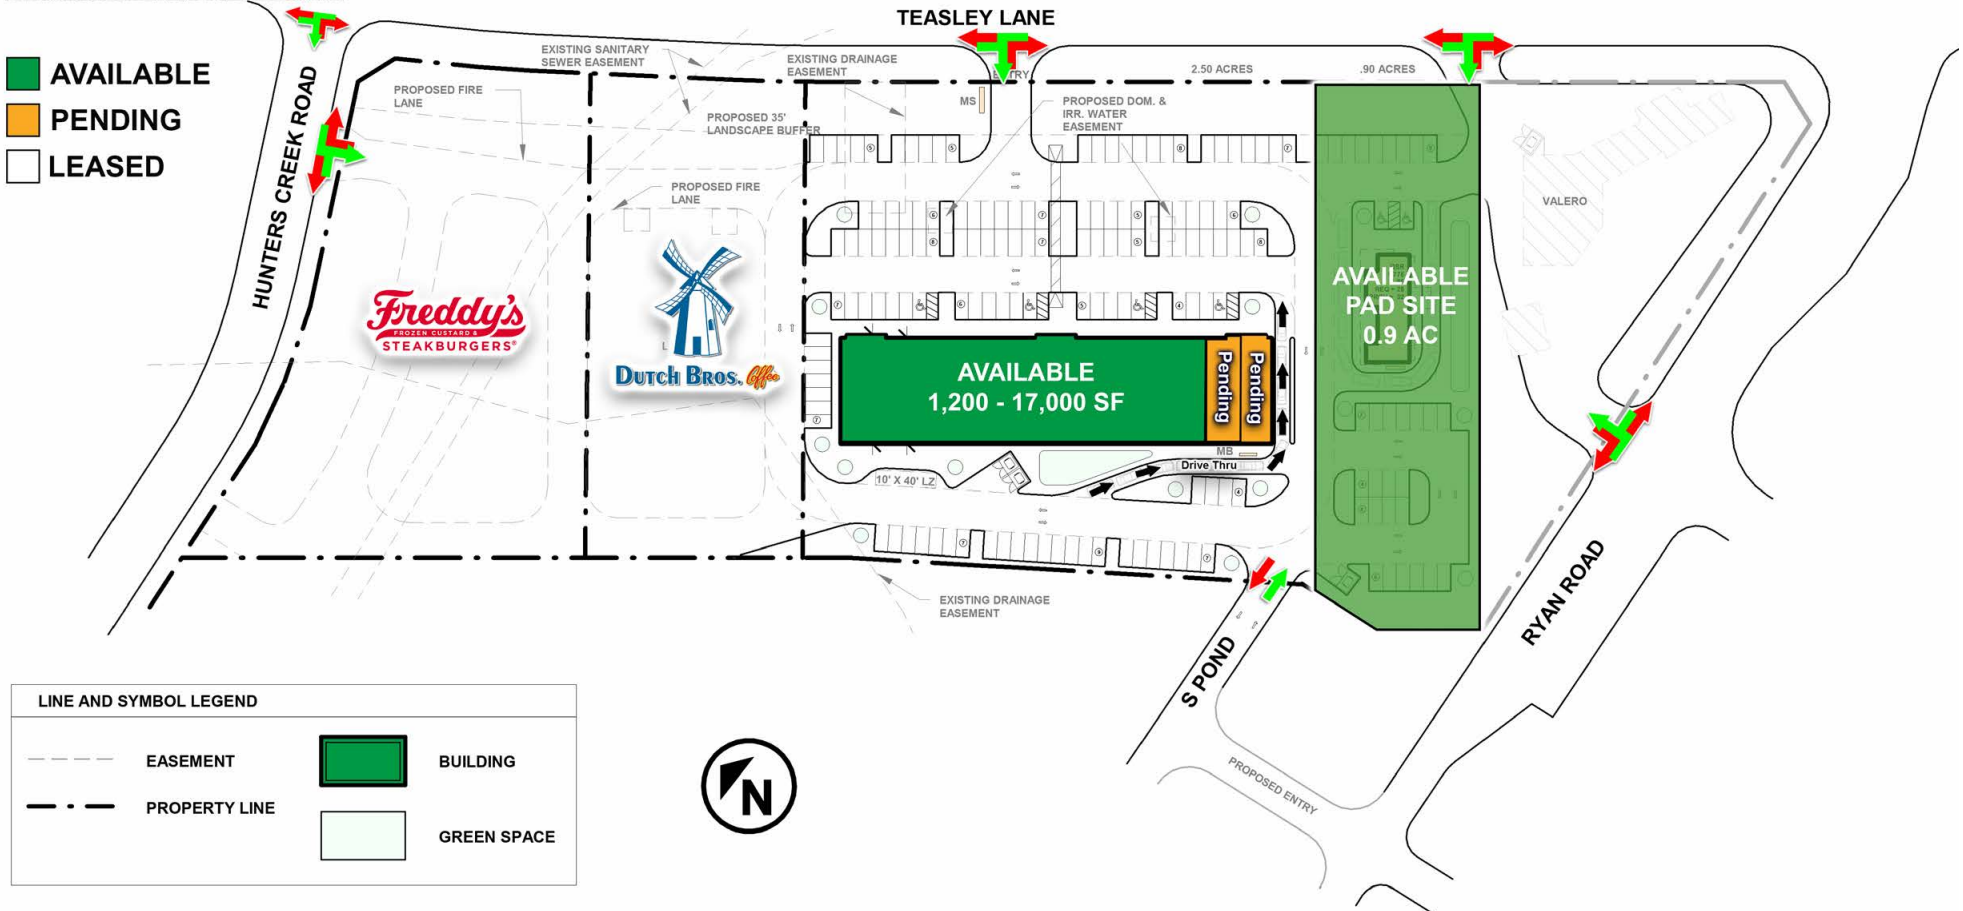 TEASLEY LANE
AVAILABLE
PENDING
LEASED
HUNTERS CREEK ROAD
EXISTING SANITARY
SEWER EASEMENT
EXISTING DRAINAGE
EASEMENT
PROPOSED FIRE
LANE
PROPOSED 35'
LANDSCAPE BUFFER
PROPOSED FIRE
LANE
MS
ENTRY
PROPOSED DOM. &
IRR. WATER
EASEMENT
2.50 ACRES
.90 ACRES
VALERO
Freddy's
FROZEN CUSTARD &
STEAKBURGERS®
L
DUTCH BROS. Coffee
AVAILABLE
1,200 - 17,000 SF
Pending
Pending
AVAILABLE
PAD SITE
0.9 AC
MB
Drive Thru
10' X 40' LZ
EXISTING DRAINAGE
EASEMENT
S POND
RYAN ROAD
PROPOSED ENTRY
LINE AND SYMBOL LEGEND
EASEMENT
BUILDING
PROPERTY LINE
GREEN SPACE
N